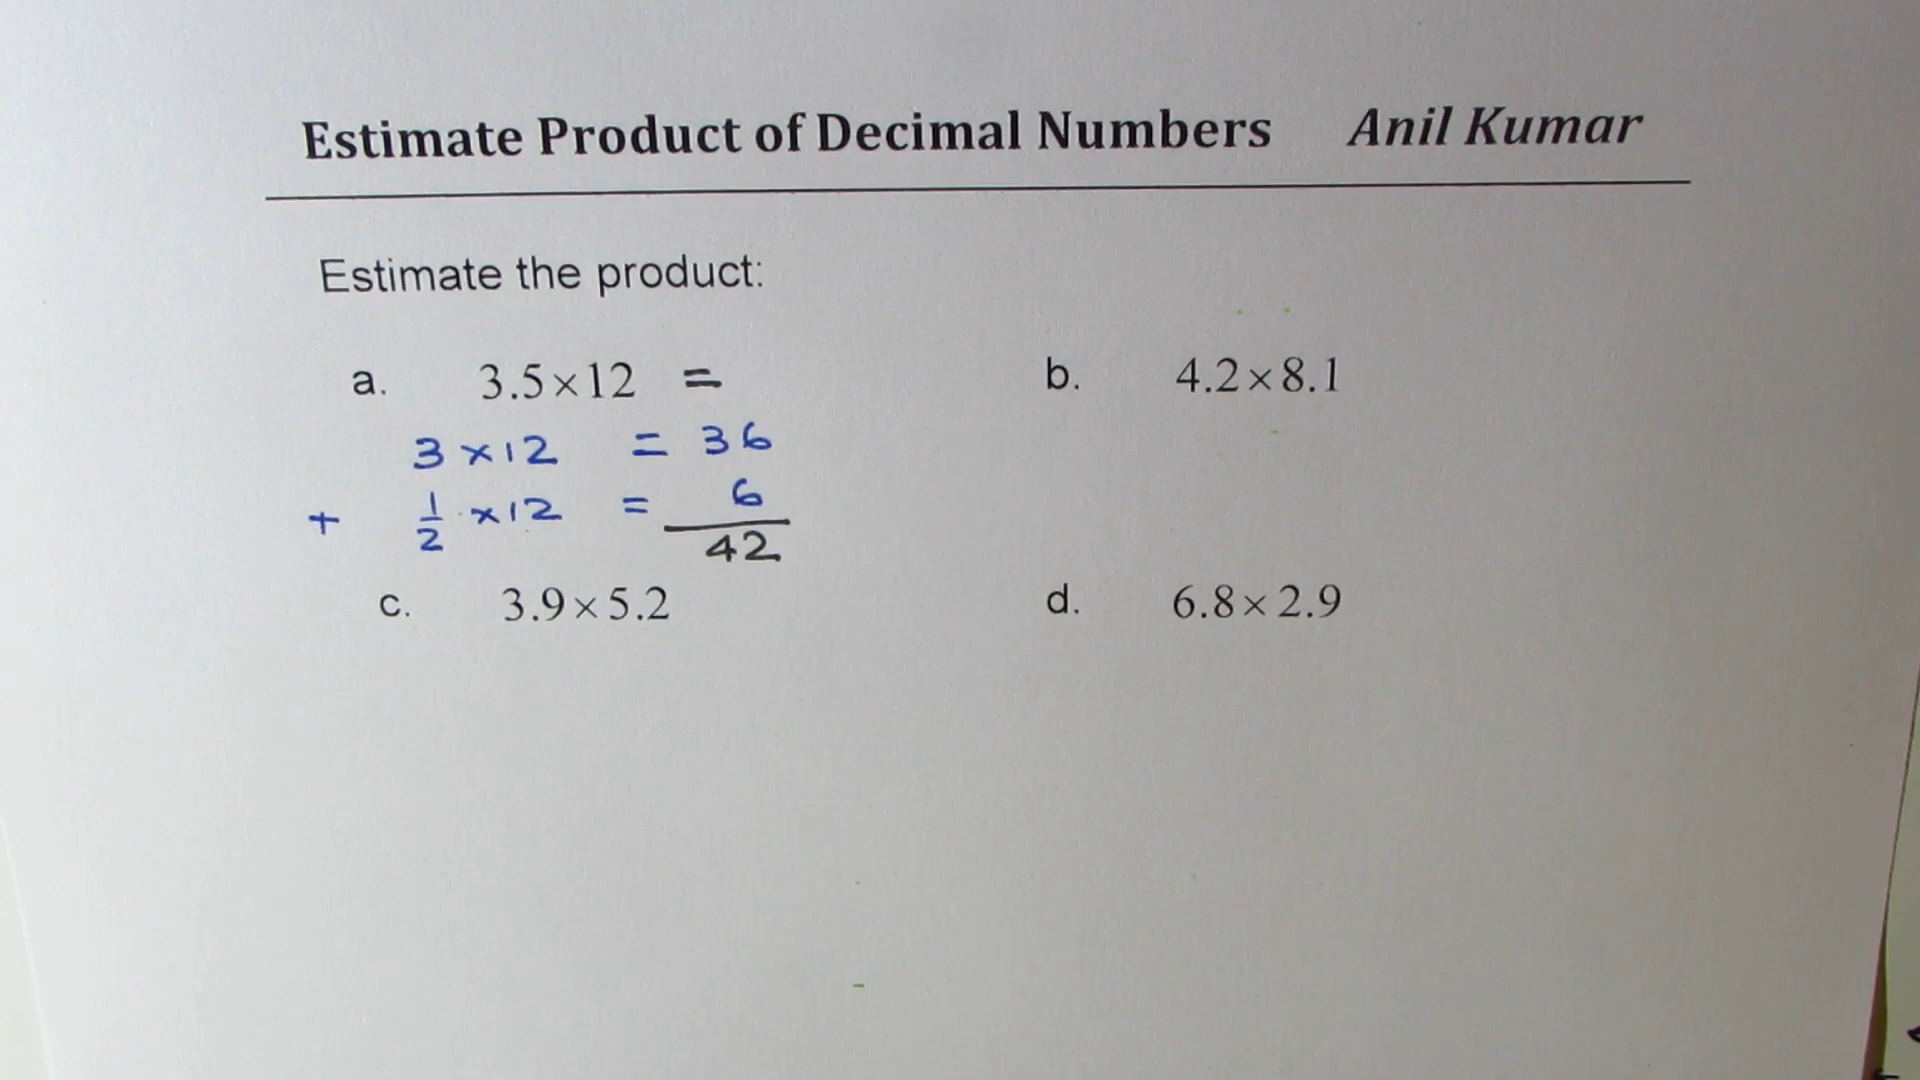 Estimate Product of Decimal Numbers Anil Kumar
Estimate the product:
a. 3.5×12 =
3 × 12 = 36
+ 1/2 × 12 = 6
42
b. 4.2×8.1
c. 3.9×5.2
d. 6.8×2.9